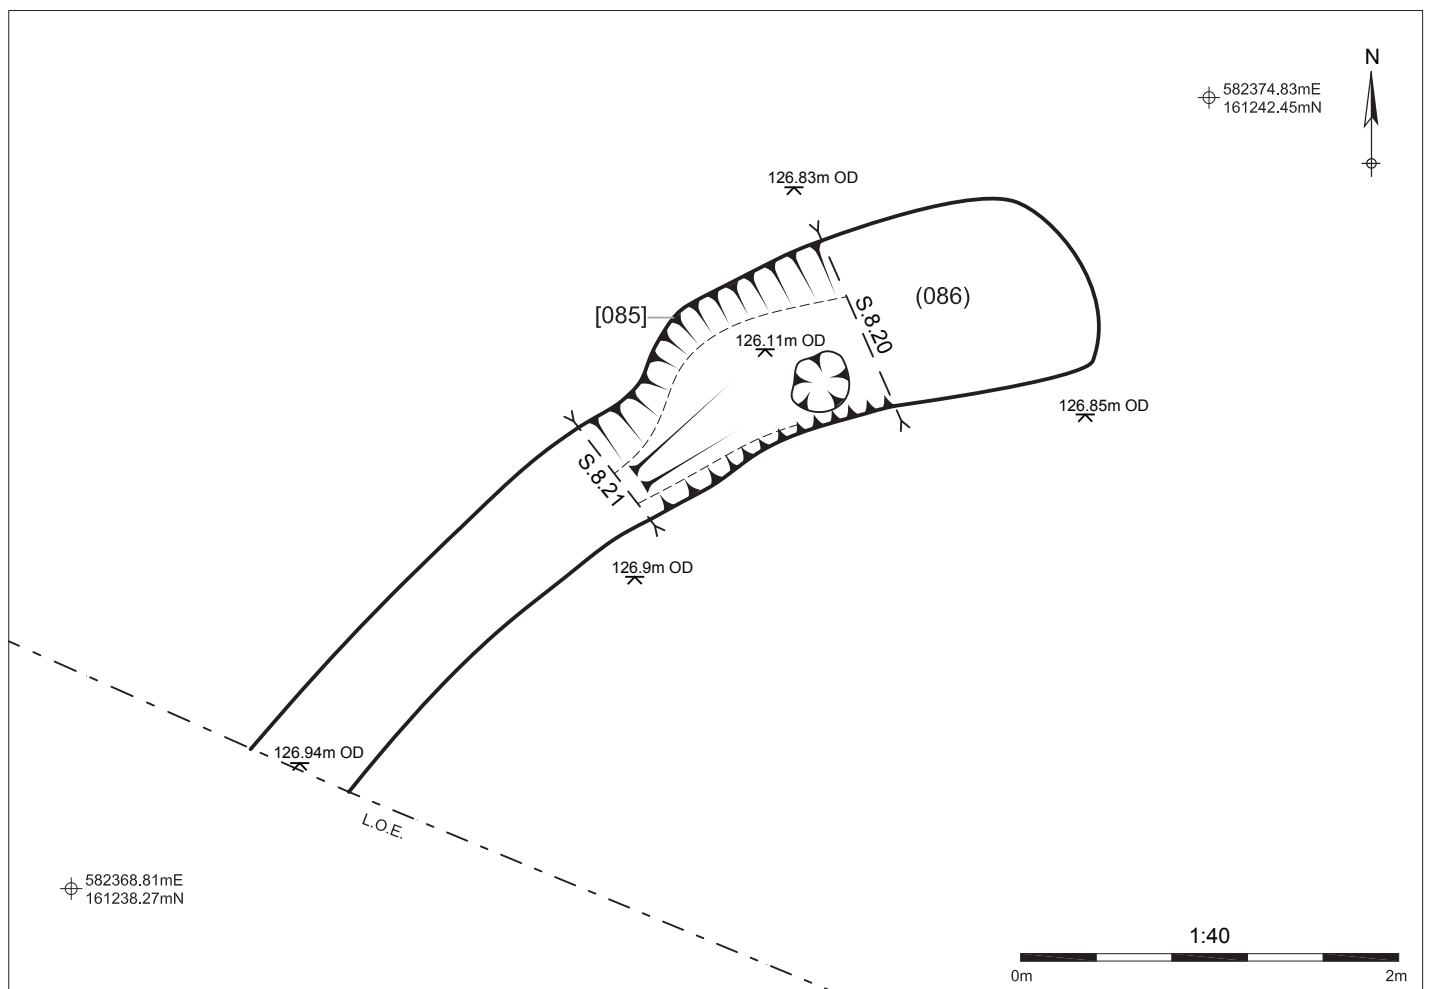 N
582374.83mE
161242.45mN
126.83m OD
(086)
[085]
S.8.20
126.11m OD
126.85m OD
S.8.21
126.9m OD
126.94m OD
L.O.E.
582368.81mE
161238.27mN
1:40
0m
2m